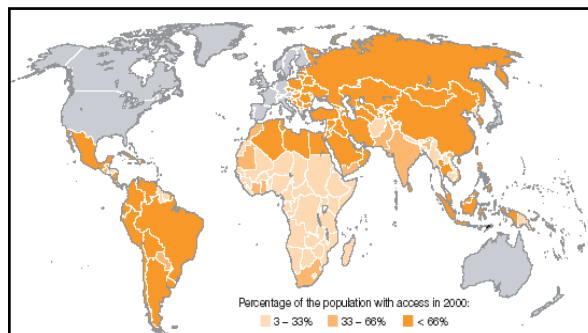 Percentage of the population with access in 2000:
3 – 33% 33 – 66% < 66%